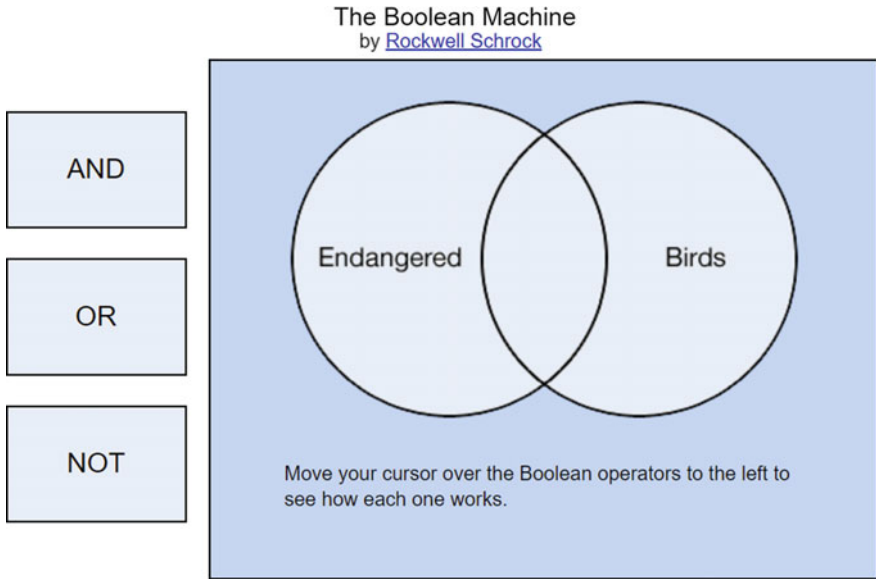 The Boolean Machine
by Rockwell Schrock
AND
OR
NOT
Endangered
Birds
Move your cursor over the Boolean operators to the left to
see how each one works.